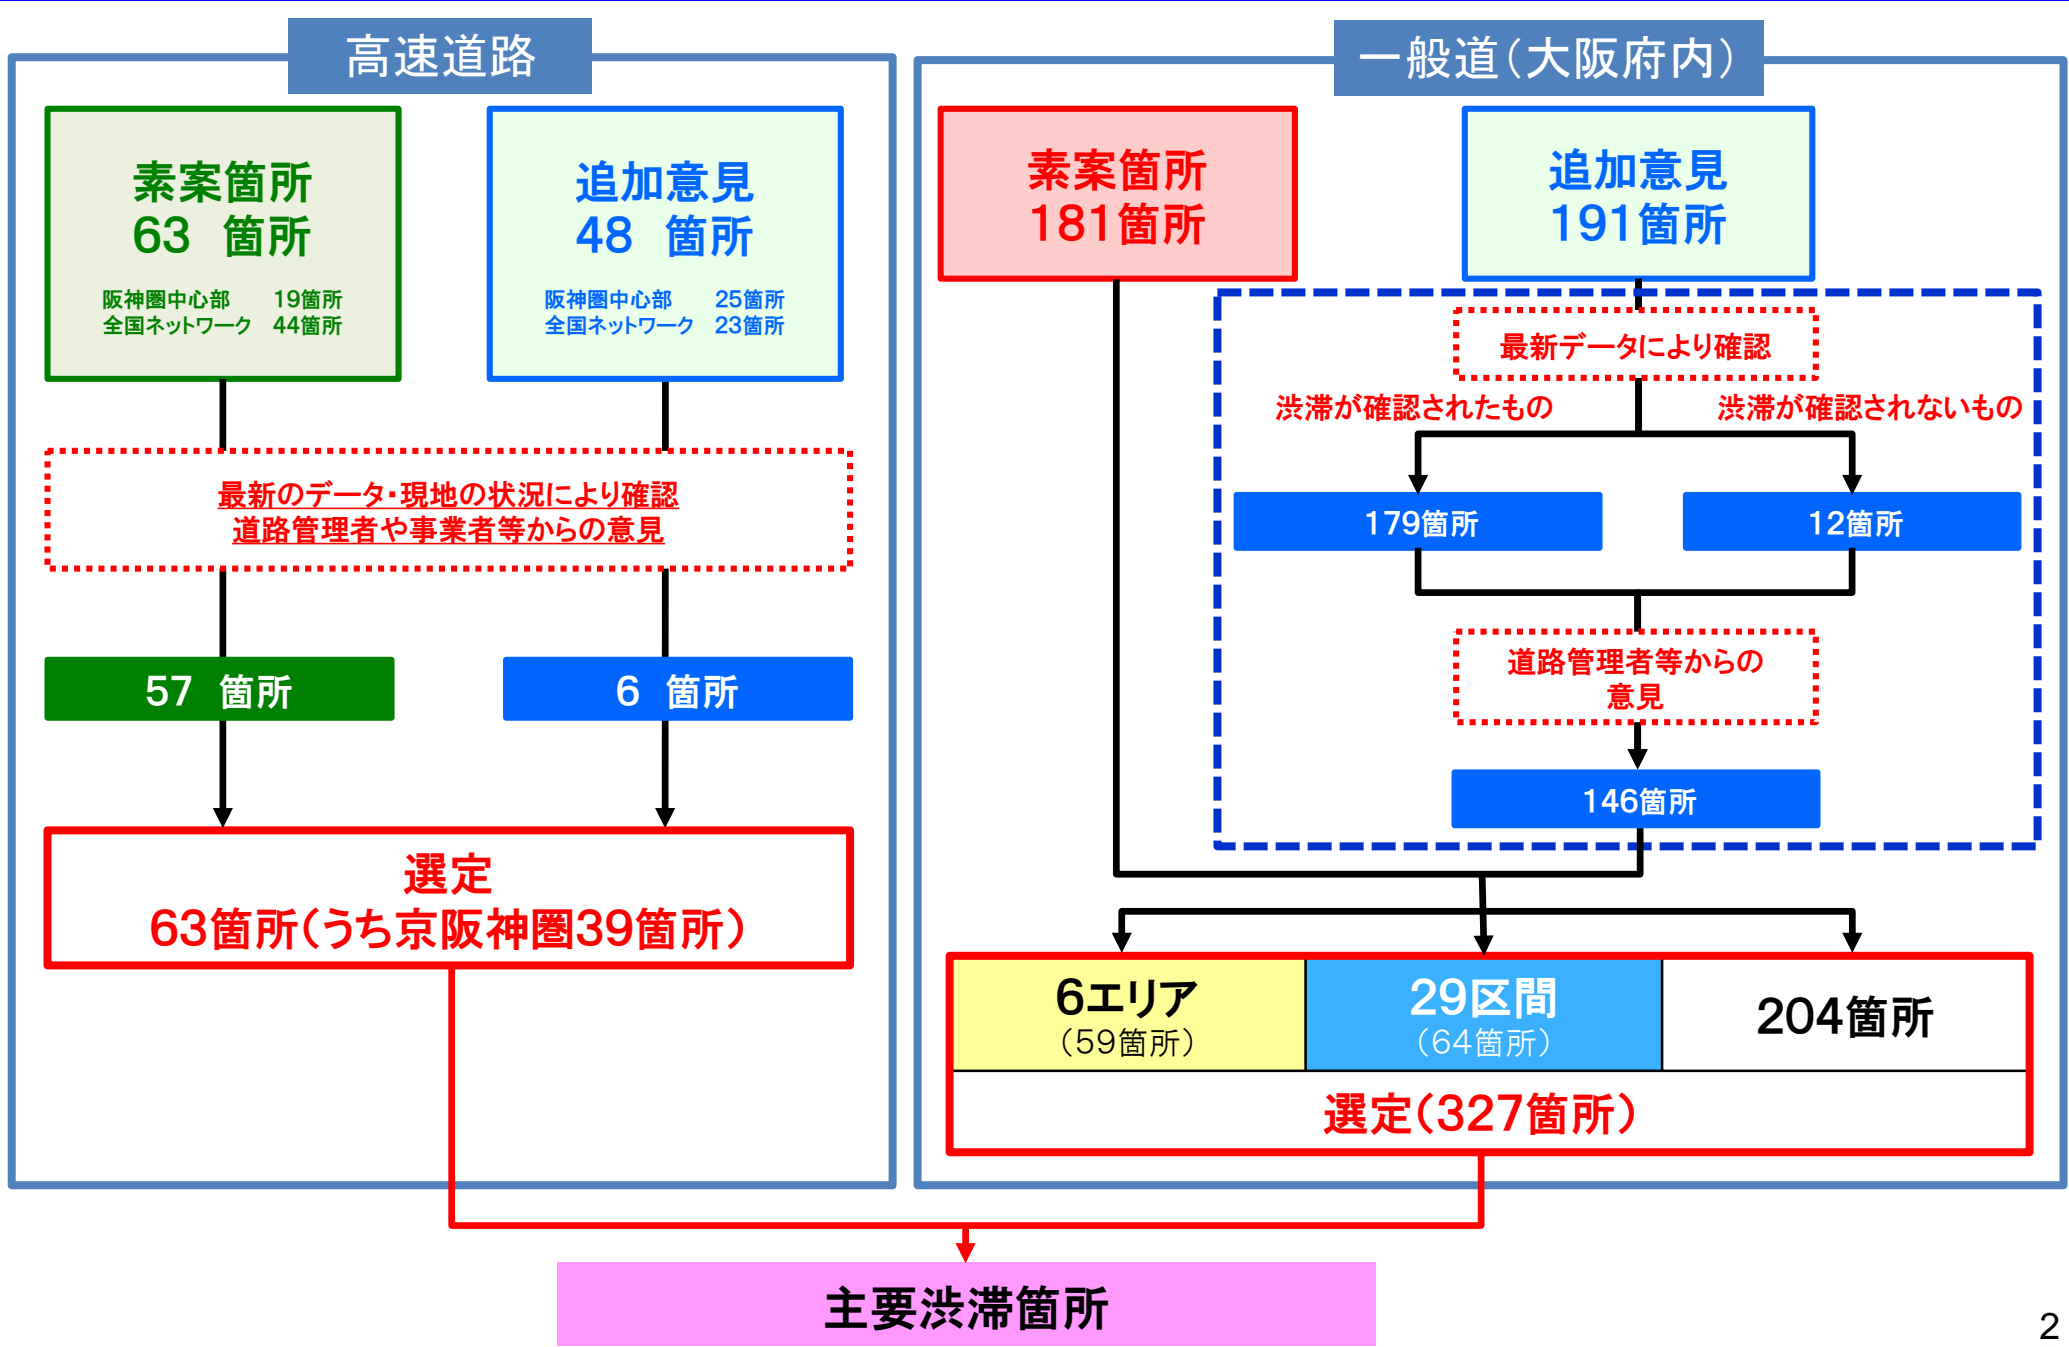 高速道路
素案箇所
63　箇所
阪神圏中心部　19箇所
全国ネットワーク　44箇所
追加意見
48　箇所
阪神圏中心部　25箇所
全国ネットワーク　23箇所
最新のデータ・現地の状況により確認
道路管理者や事業者等からの意見
57　箇所
6　箇所
選定
63箇所（うち京阪神圏39箇所）
一般道（大阪府内）
素案箇所
181箇所
追加意見
191箇所
最新データにより確認
渋滞が確認されたもの
渋滞が確認されないもの
179箇所
12箇所
道路管理者等からの
意見
146箇所
6エリア
（59箇所）
29区間
（64箇所）
204箇所
選定（327箇所）
主要渋滞箇所
2